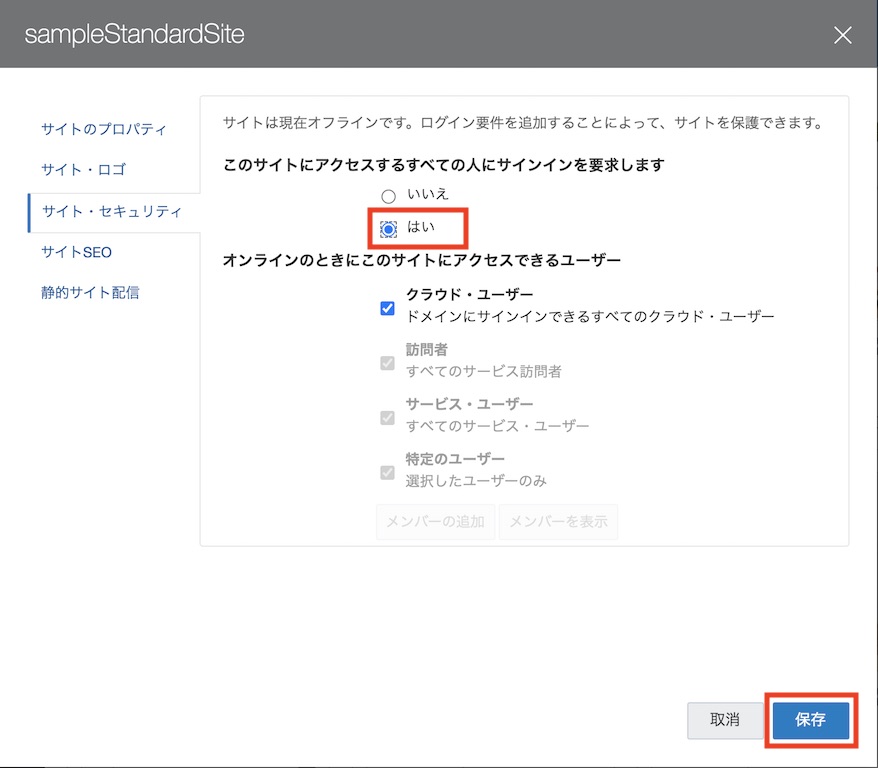 sampleStandardSite
サイトのプロパティ
サイト・ロゴ
サイト・セキュリティ
サイトSEO
静的サイト配信
サイトは現在オフラインです。ログイン要件を追加することによって、サイトを保護できます。
このサイトにアクセスするすべての人にサインインを要求します
いいえ
はい
オンラインのときにこのサイトにアクセスできるユーザー
クラウド・ユーザー
ドメインにサインインできるすべてのクラウド・ユーザー
訪問者
すべてのサービス訪問者
サービス・ユーザー
すべてのサービス・ユーザー
特定のユーザー
選択したユーザーのみ
メンバーの追加
メンバーを表示
取消
保存